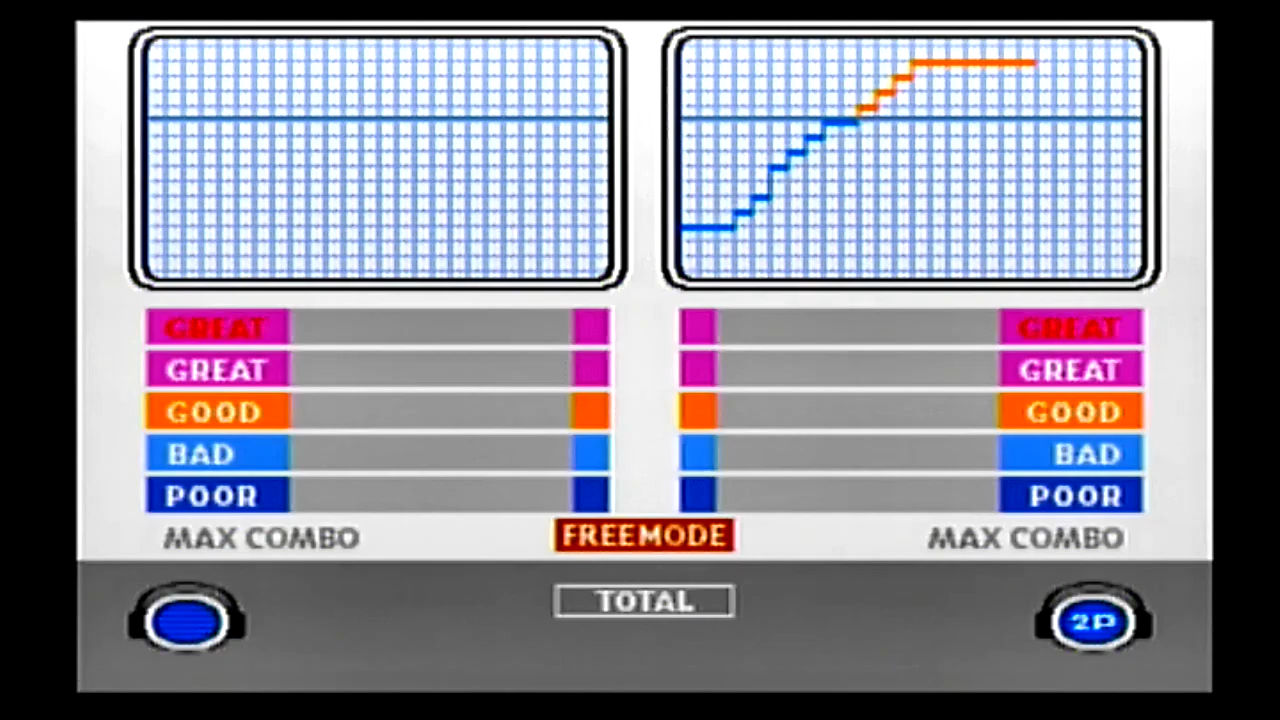 GREAT GREAT
GREAT GREAT
GOOD GOOD
BAD BAD
POOR POOR
MAX COMBO FREEMODE MAX COMBO
TOTAL
2P